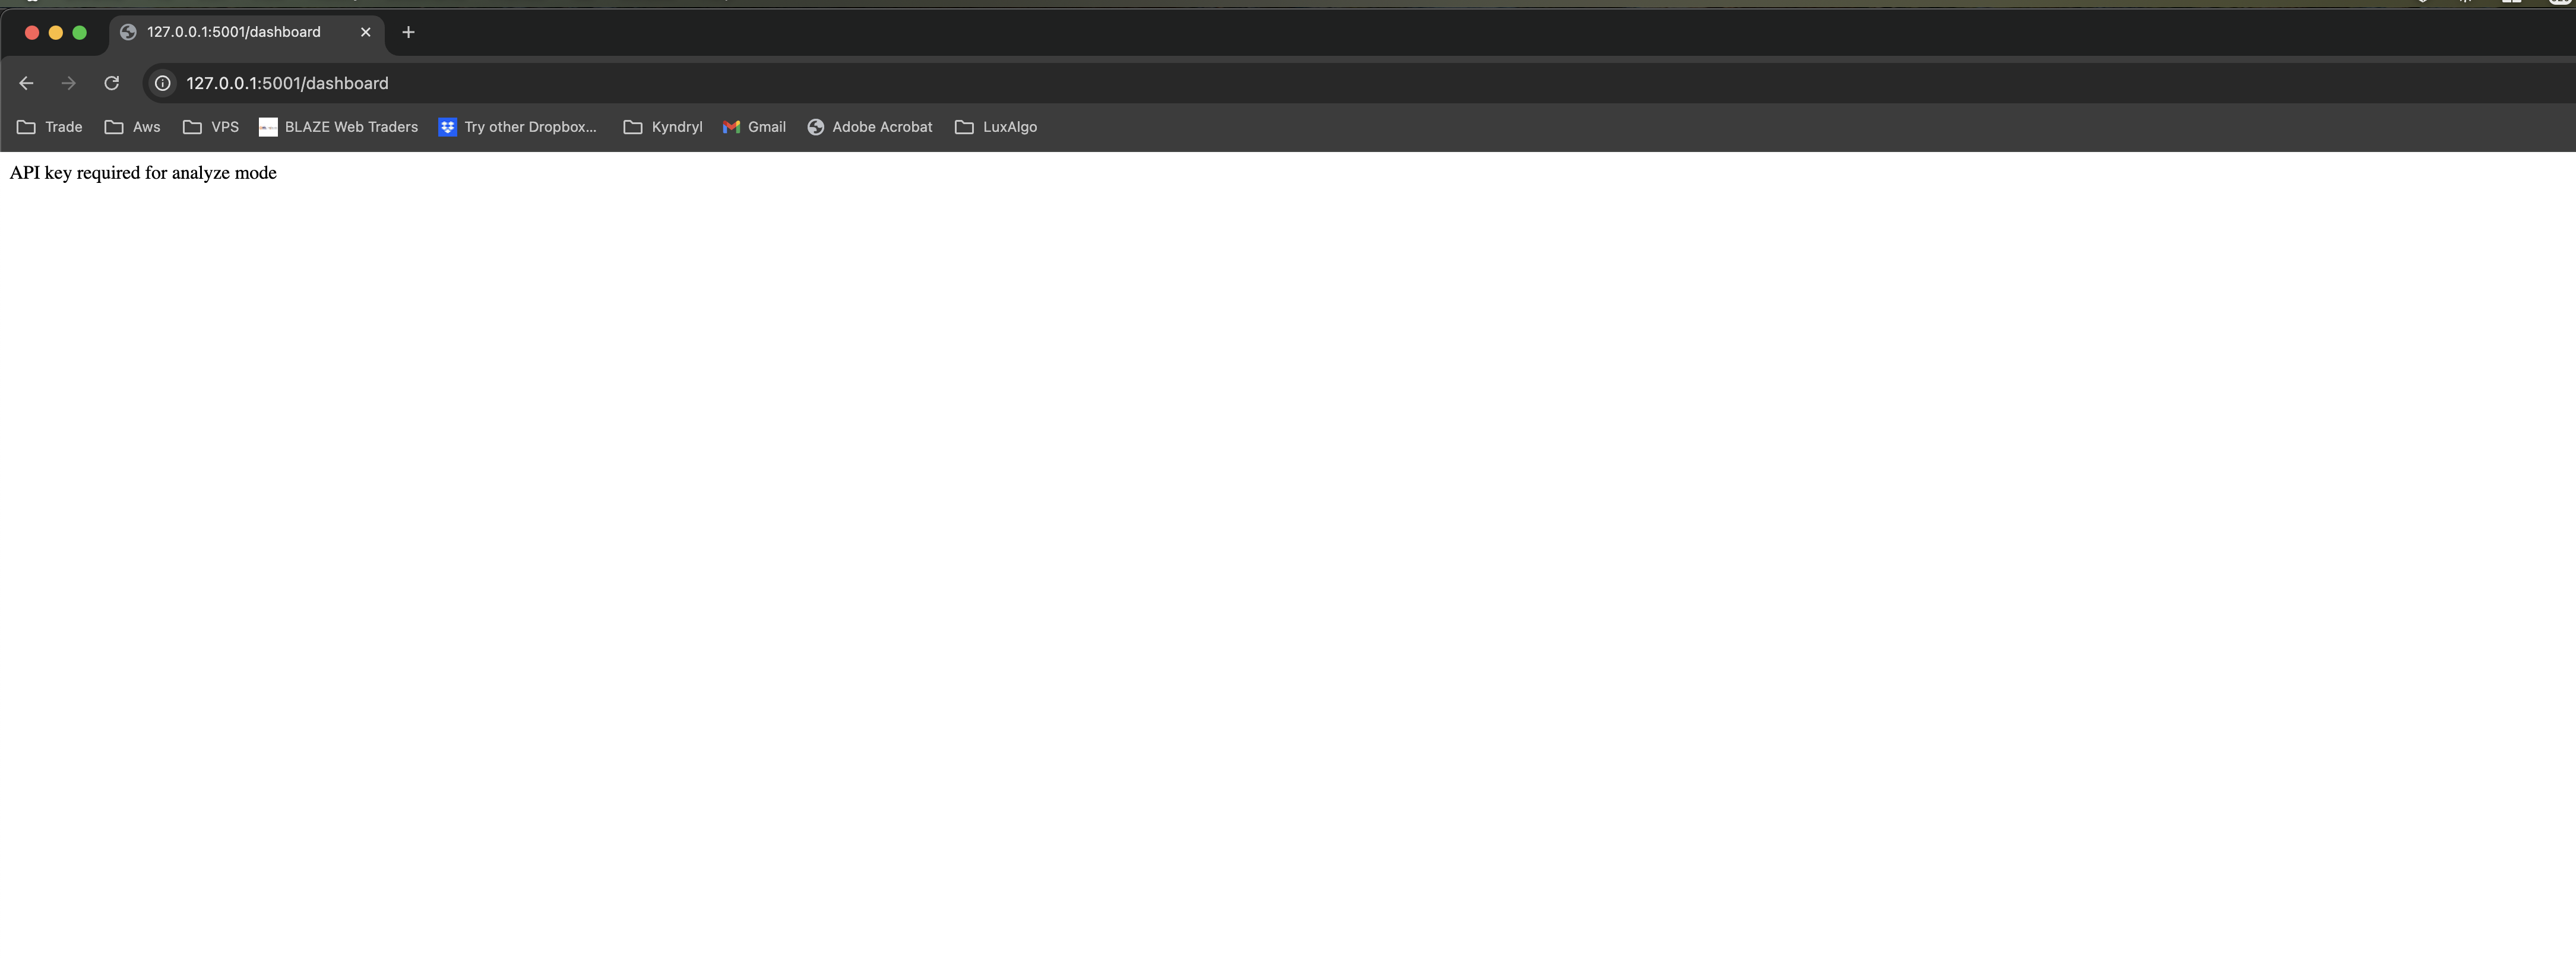 127.0.0.1:5001/dashboard
127.0.0.1:5001/dashboard
Trade Aws VPS BLAZE Web Traders Try other Dropbox... Kyndryl Gmail Adobe Acrobat LuxAlgo
API key required for analyze mode